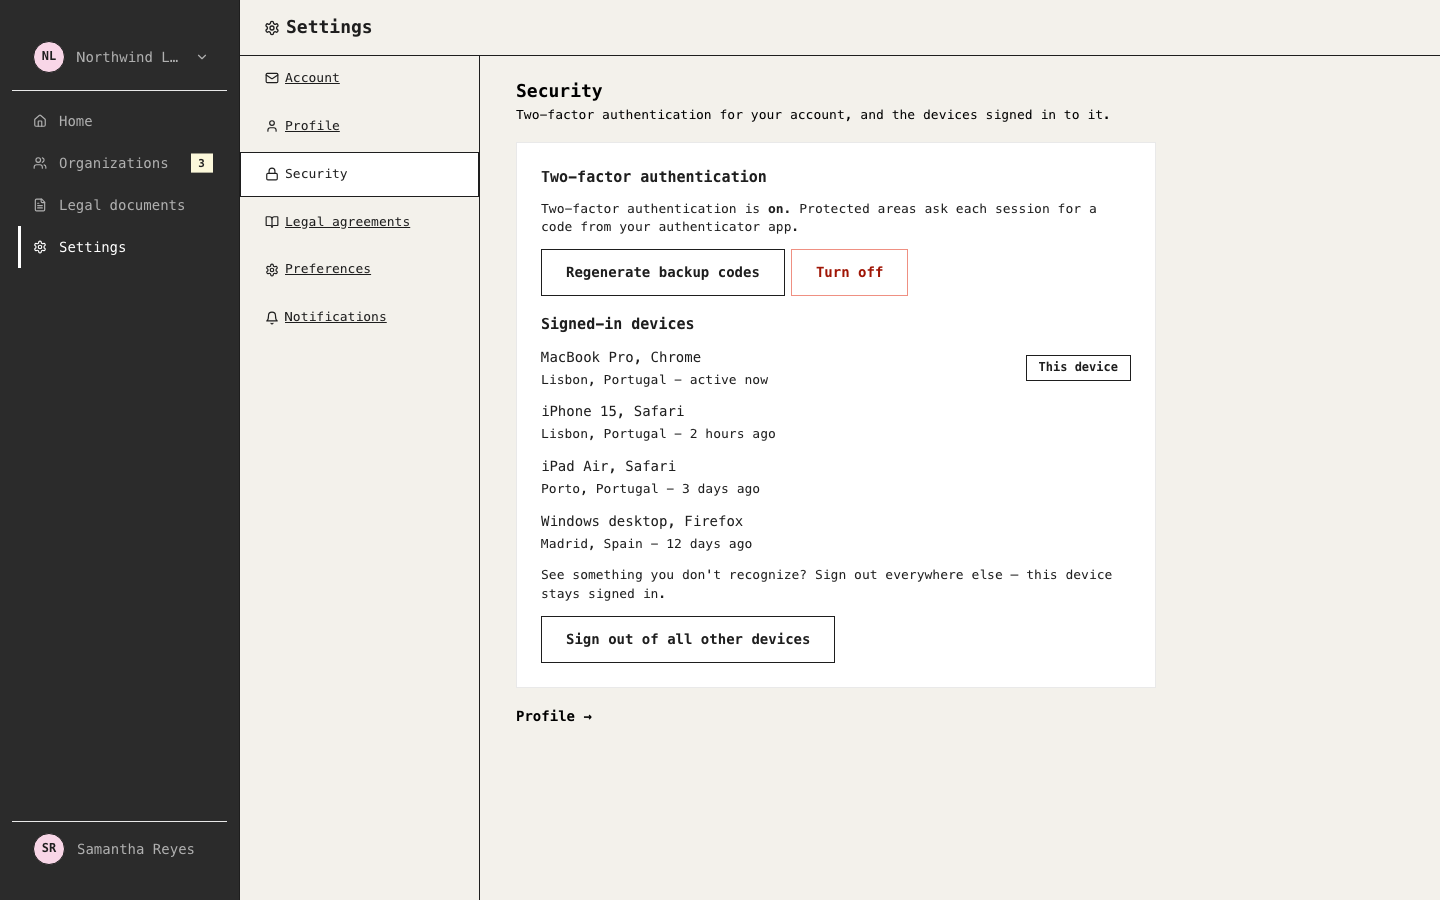 NL Northwind L…
Home
Organizations 3
Legal documents
Settings
SR Samantha Reyes
Settings
Account
Profile
Security
Legal agreements
Preferences
Notifications
Security
Two-factor authentication for your account, and the devices signed in to it.
Two-factor authentication
Two-factor authentication is on. Protected areas ask each session for a
code from your authenticator app.
Regenerate backup codes
Turn off
Signed-in devices
MacBook Pro, Chrome
Lisbon, Portugal — active now
This device
iPhone 15, Safari
Lisbon, Portugal — 2 hours ago
iPad Air, Safari
Porto, Portugal — 3 days ago
Windows desktop, Firefox
Madrid, Spain — 12 days ago
See something you don't recognize? Sign out everywhere else — this device
stays signed in.
Sign out of all other devices
Profile →